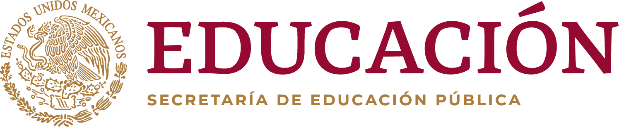 ESTADOS UNIDOS MEXICANOS
EDUCACIÓN
SECRETARÍA DE EDUCACIÓN PÚBLICA